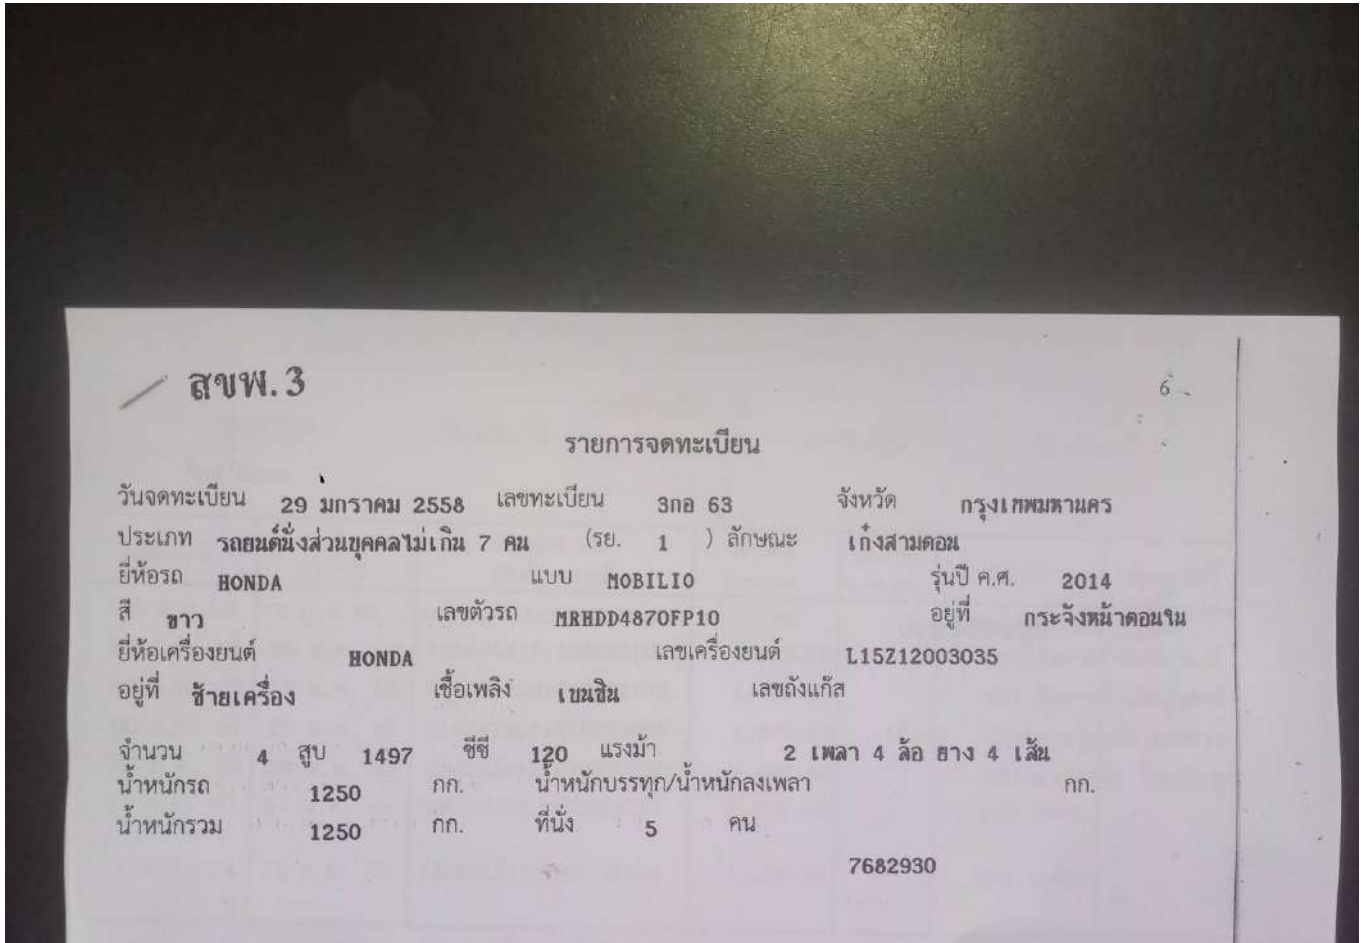 สขพ.3
6
รายการจดทะเบียน
วันจดทะเบียน 29 มกราคม 2558 เลขทะเบียน 3กอ 63 จังหวัด กรุงเทพมหานคร
ประเภท รถยนต์นั่งส่วนบุคคลไม่เกิน 7 คน (รย. 1 ) ลักษณะ เก๋งสามตอน
ยี่ห้อรถ HONDA แบบ MOBILIO รุ่นปี ค.ศ. 2014
สี ขาว เลขตัวรถ MRHDD4870FP10 อยู่ที่ กระจังหน้าตอนใน
ยี่ห้อเครื่องยนต์ HONDA เลขเครื่องยนต์ L15Z12003035
อยู่ที่ ซ้ายเครื่อง เชื้อเพลิง เบนซิน เลขถังแก๊ส
จำนวน 4 สูบ 1497 ซีซี 120 แรงม้า 2 เพลา 4 ล้อ ยาง 4 เส้น
น้ำหนักรถ 1250 กก. น้ำหนักบรรทุก/น้ำหนักลงเพลา กก.
น้ำหนักรวม 1250 กก. ที่นั่ง 5 คน
7682930